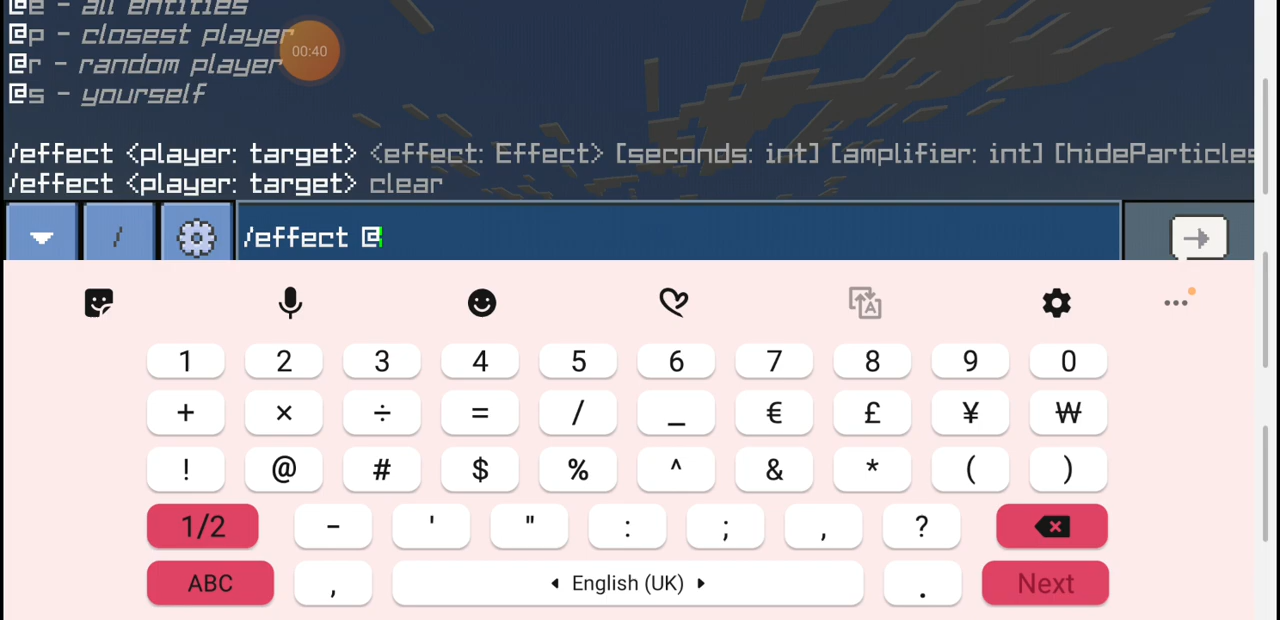 @e - all entities
@p - closest player
@r - random player
@s - yourself
00:40
/effect <player: target> <effect: Effect> [seconds: int] [amplifier: int] [hideParticles
/effect <player: target> clear
/
/effect @
1 2 3 4 5 6 7 8 9 0
+ × ÷ = / _ € £ ¥ ₩
! @ # $ % ^ & * ( )
1/2 - ' " : ; , ?
ABC , English (UK) . Next